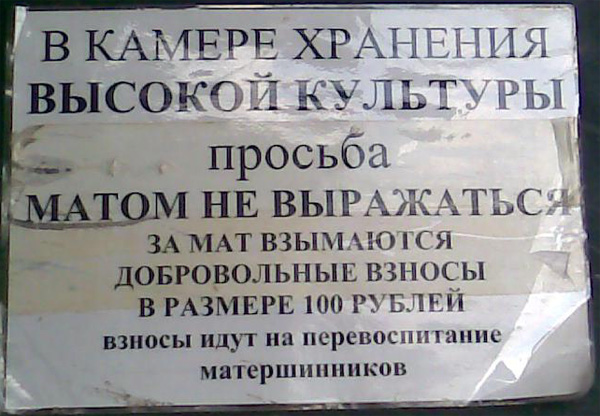 В КАМЕРЕ ХРАНЕНИЯ
ВЫСОКОЙ КУЛЬТУРЫ
просьба
МАТОМ НЕ ВЫРАЖАТЬСЯ
ЗА МАТ ВЗЫМАЮТСЯ
ДОБРОВОЛЬНЫЕ ВЗНОСЫ
В РАЗМЕРЕ 100 РУБЛЕЙ
взносы идут на перевоспитание
матершинников